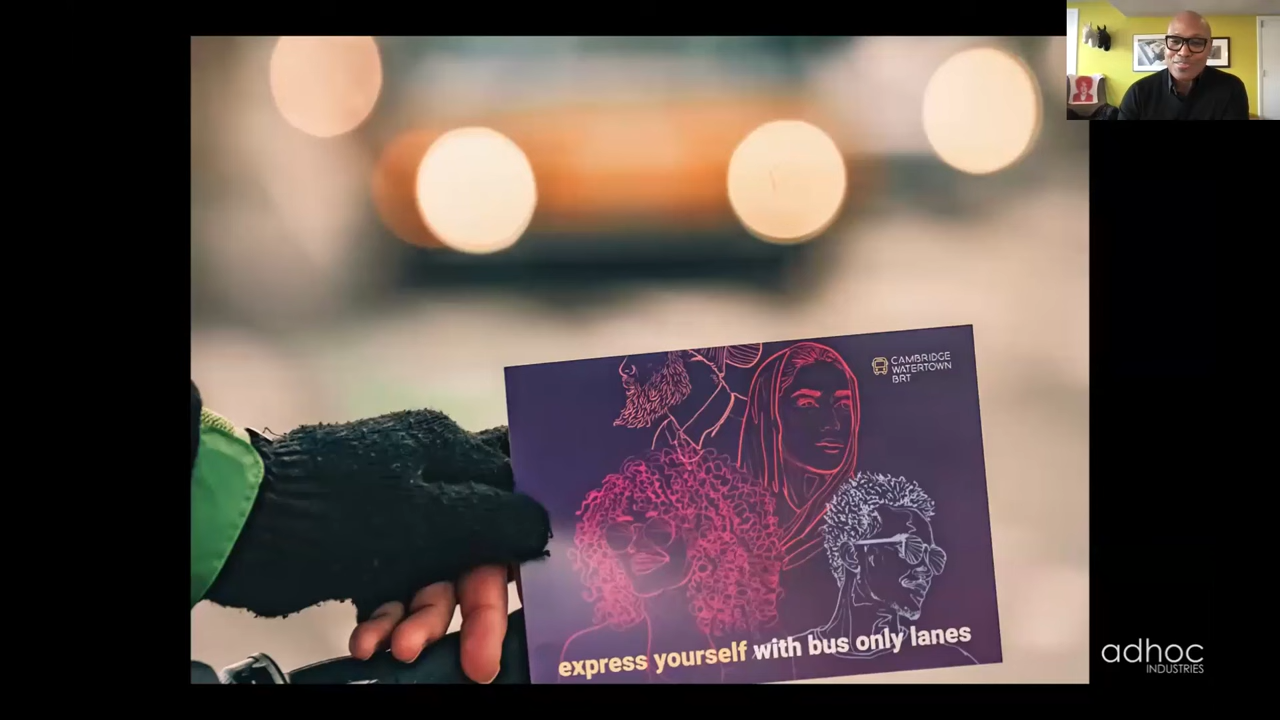 CAMBRIDGE
WATERTOWN
BRT
express yourself with bus only lanes
adhoc
INDUSTRIES